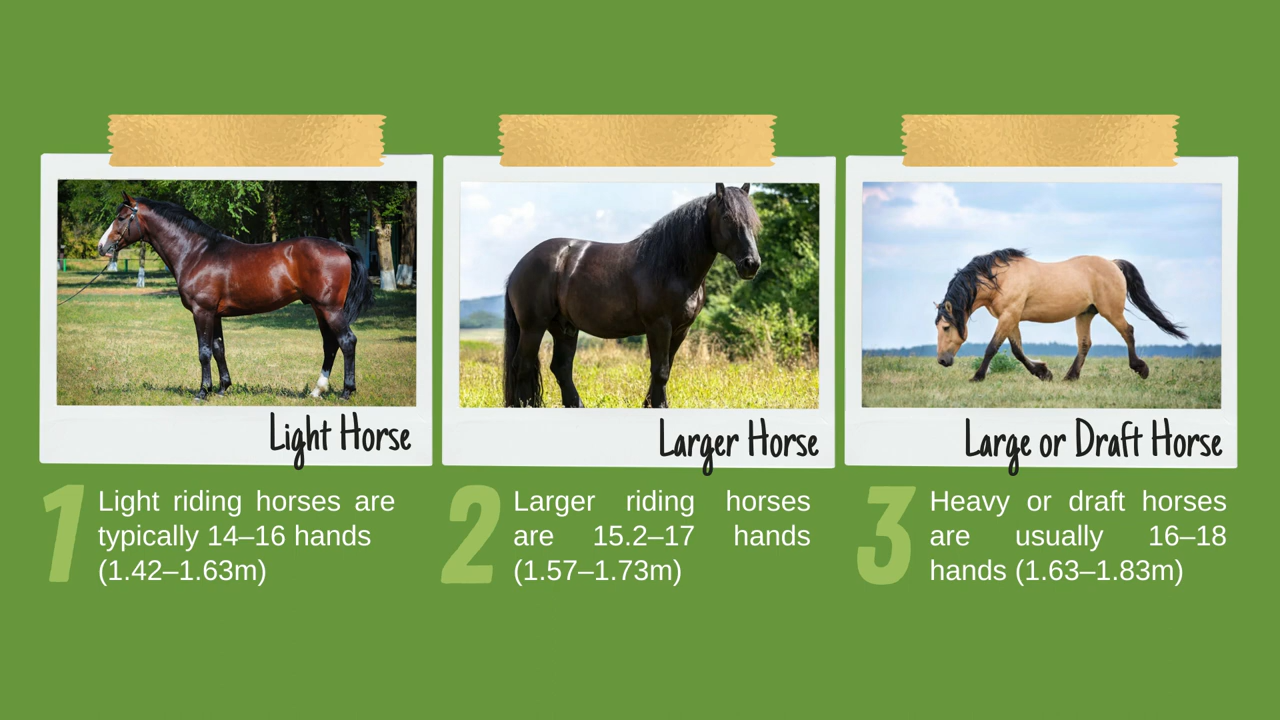 Light Horse
Larger Horse
Large or Draft Horse
1
Light riding horses are
typically 14–16 hands
(1.42–1.63m)
2
Larger riding horses
are 15.2–17 hands
(1.57–1.73m)
3
Heavy or draft horses
are usually 16–18
hands (1.63–1.83m)